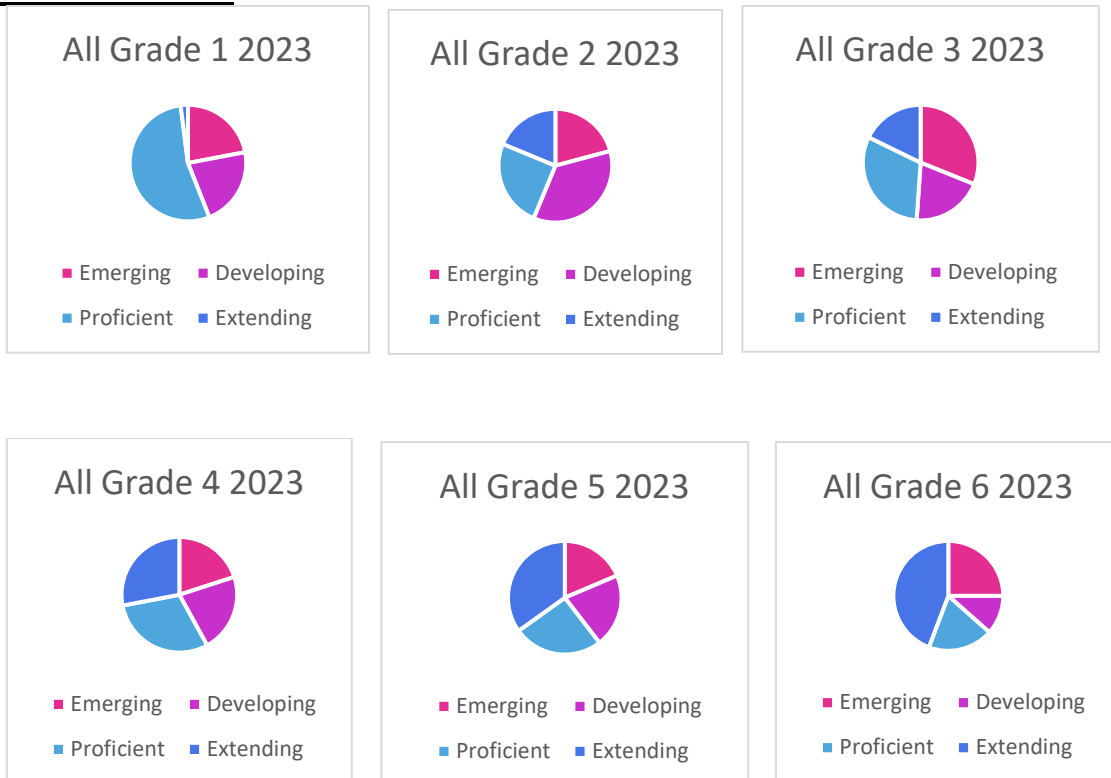 All Grade 1 2023
Emerging Developing
Proficient Extending
All Grade 2 2023
Emerging Developing
Proficient Extending
All Grade 3 2023
Emerging Developing
Proficient Extending
All Grade 4 2023
Emerging Developing
Proficient Extending
All Grade 5 2023
Emerging Developing
Proficient Extending
All Grade 6 2023
Emerging Developing
Proficient Extending